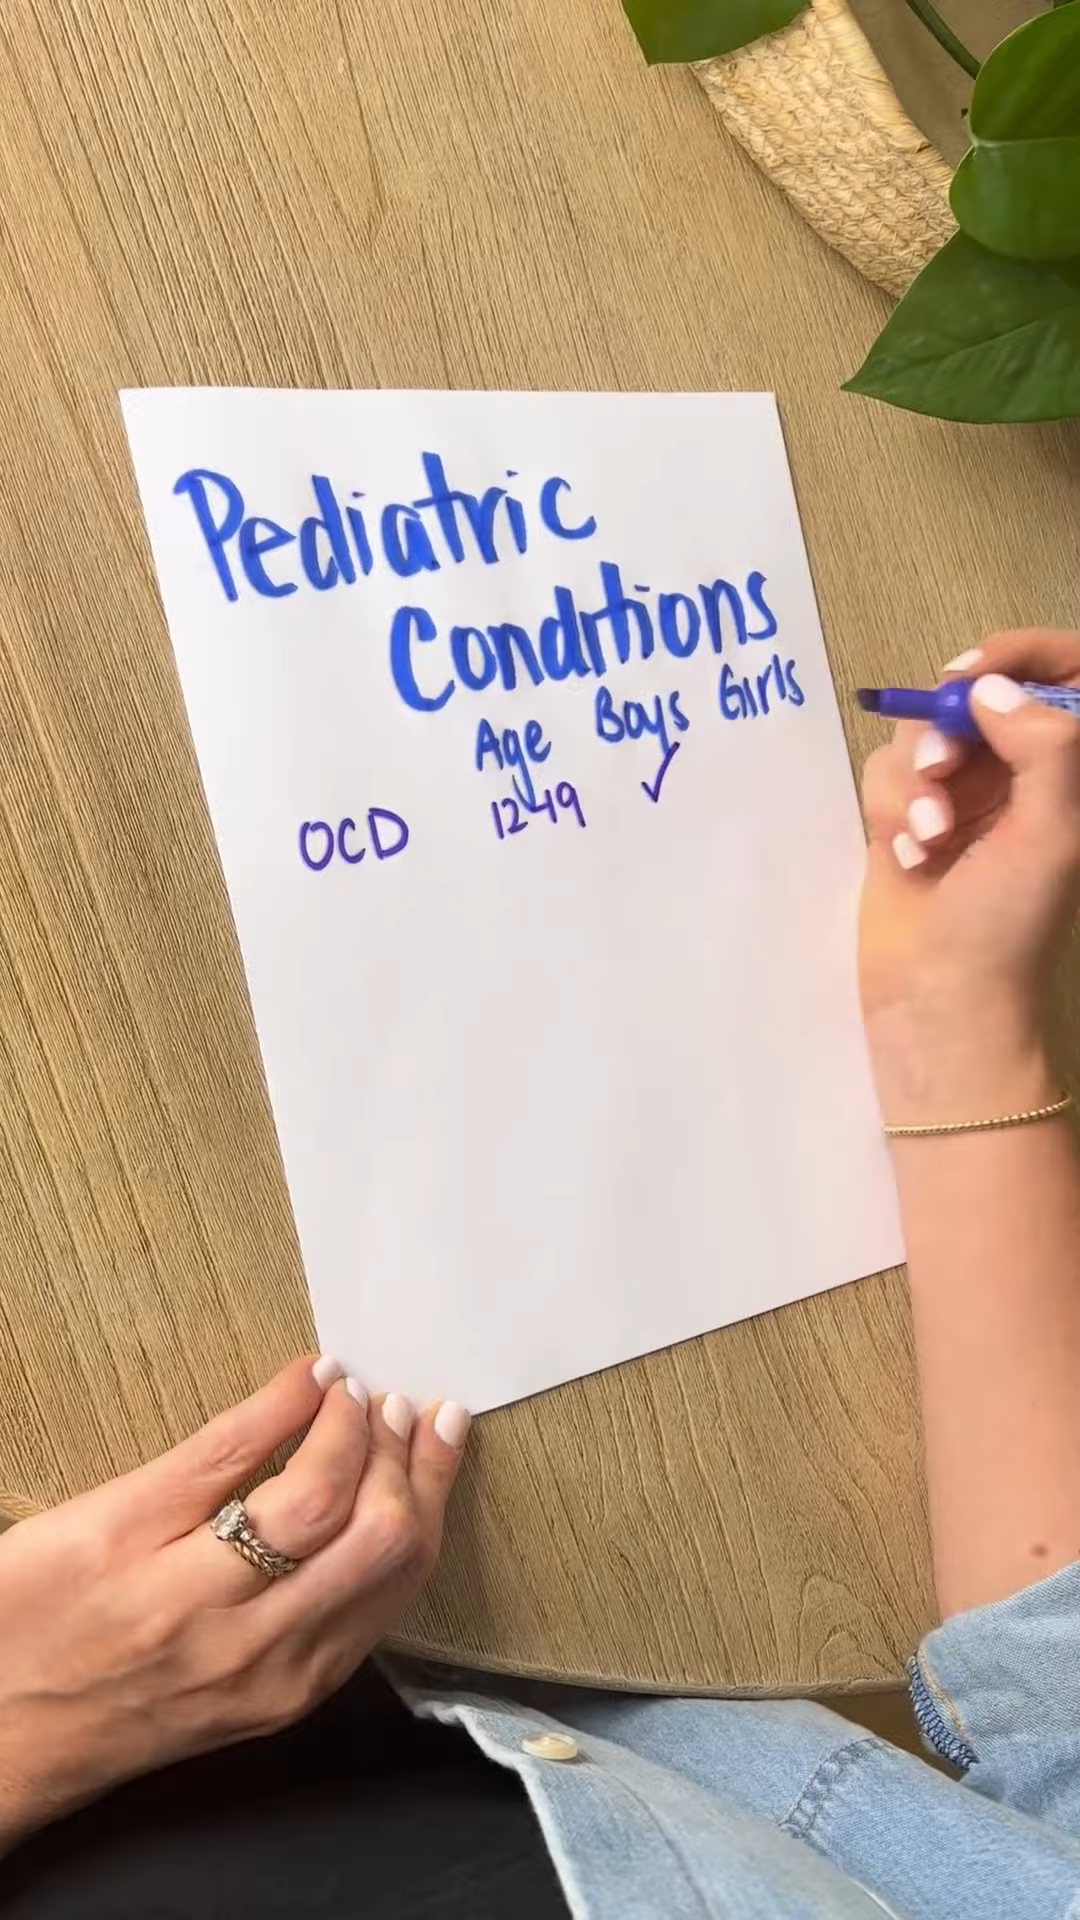 Pediatric
Conditions
Age Boys Girls
OCD 12-19 ✓